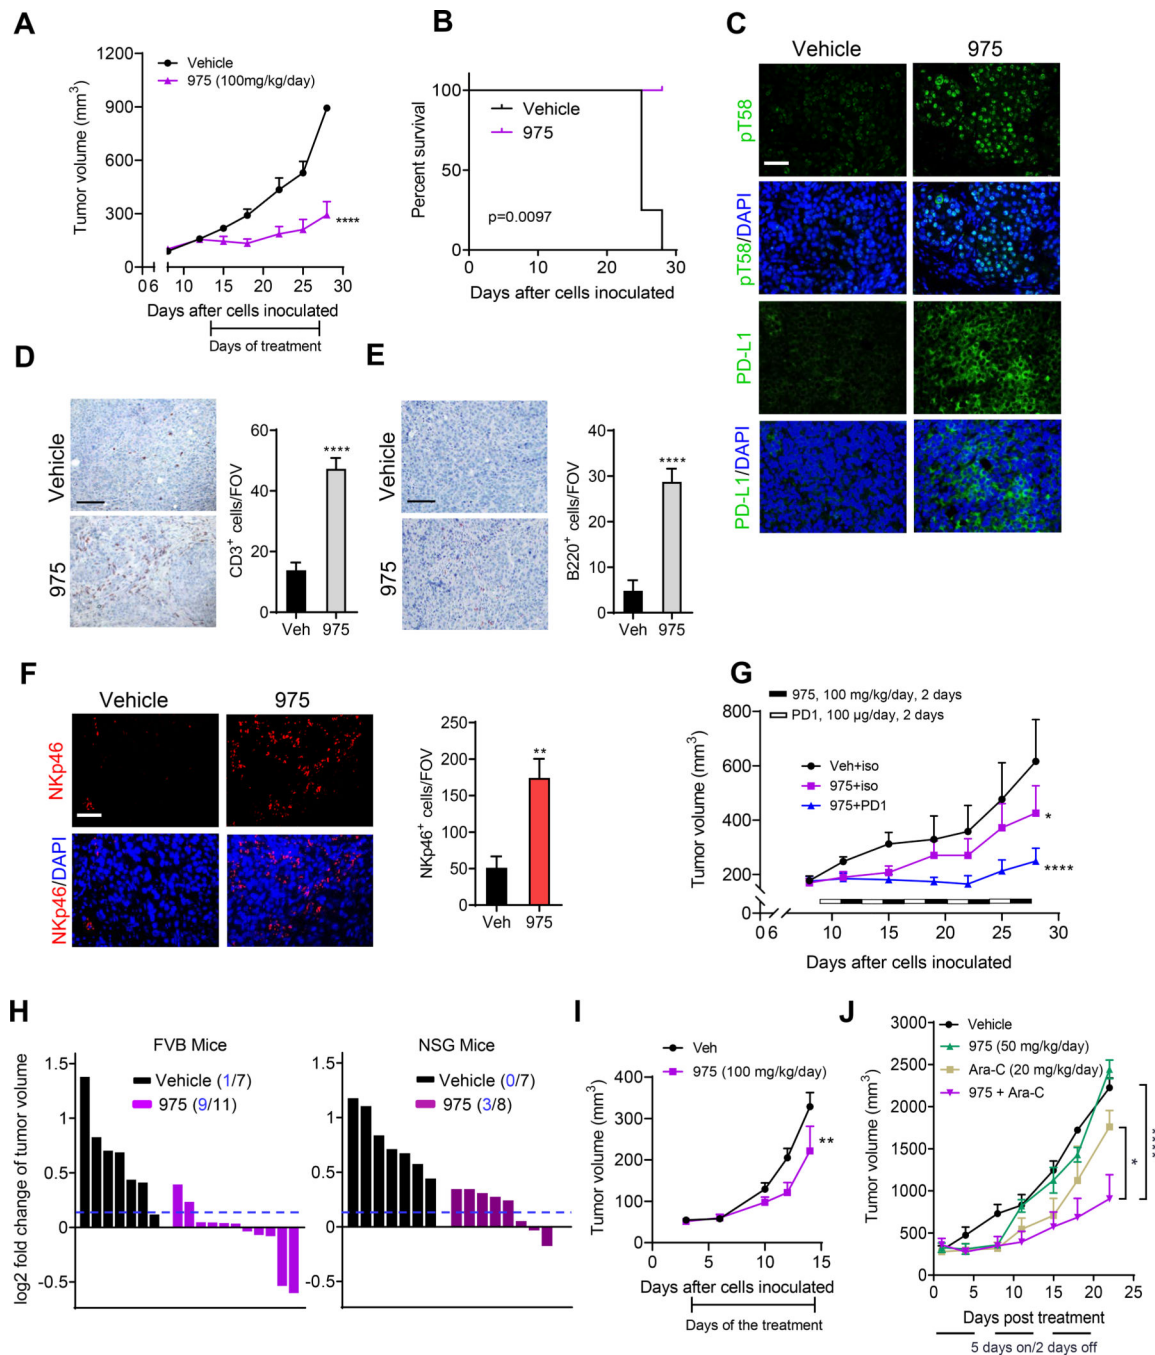 A
Tumor volume (mm³)
1200
900
600
300
0
Vehicle
975 (100mg/kg/day)
****
0 6 10 15 20 25 30
Days after cells inoculated
Days of treatment
B
Percent survival
100
50
0
Vehicle
975
p=0.0097
0 10 20 30
Days after cells inoculated
C
Vehicle 975
pT58
pT58/DAPI
PD-L1
PD-L1/DAPI
D
Vehicle
975
CD3⁺ cells/FOV
60
40
20
0
****
Veh 975
E
Vehicle
975
B220⁺ cells/FOV
40
30
20
10
0
****
Veh 975
F
Vehicle 975
NKp46
NKp46/DAPI
NKp46⁺ cells/FOV
250
200
150
100
50
0
**
Veh 975
G
975, 100 mg/kg/day, 2 days
PD1, 100 µg/day, 2 days
Tumor volume (mm³)
800
600
400
200
0
Veh+iso
975+iso
975+PD1
*
****
0 6 10 15 20 25 30
Days after cells inoculated
H
log2 fold change of tumor volume
FVB Mice
1.5
1
0.5
0
-0.5
Vehicle (1/7)
975 (9/11)
NSG Mice
1.5
1
0.5
0
-0.5
Vehicle (0/7)
975 (3/8)
I
Veh
975 (100 mg/kg/day)
Tumor volume (mm³)
400
300
200
100
0
**
0 5 10 15
Days after cells inoculated
Days of the treatment
J
Tumor volume (mm³)
3000
2500
2000
1500
1000
500
0
Vehicle
975 (50 mg/kg/day)
Ara-C (20 mg/kg/day)
975 + Ara-C
*
****
0 5 10 15 20 25
Days post treatment
5 days on/2 days off